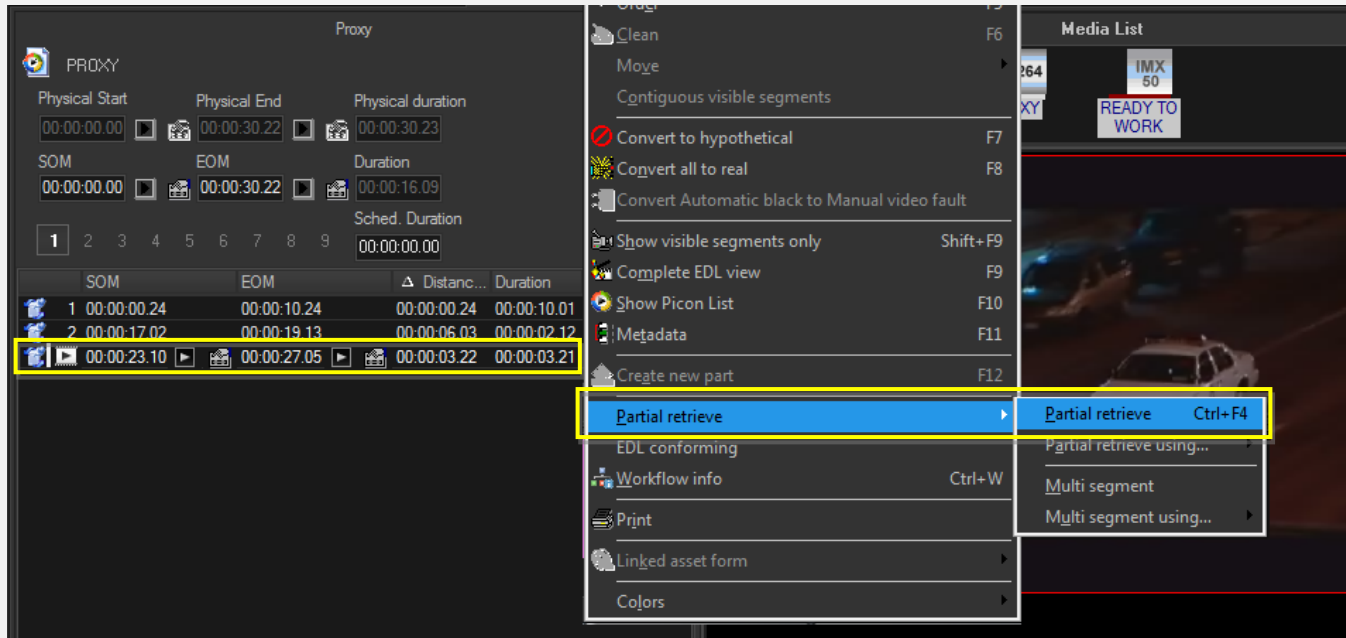 Proxy
PROXY
Physical Start Physical End Physical duration
00:00:00.00 00:00:30.22 00:00:30.23
SOM EOM Duration
00:00:00.00 00:00:30.22 00:00:16.09
Sched. Duration
1 2 3 4 5 6 7 8 9 00:00:00.00
SOM EOM Distanc... Duration
1 00:00:00.24 00:00:10.24 00:00:00.24 00:00:10.01
2 00:00:17.02 00:00:19.13 00:00:06.03 00:00:02.12
00:00:23.10 00:00:27.05 00:00:03.22 00:00:03.21
Order F5
Clean F6
Move
Contiguous visible segments
Convert to hypothetical F7
Convert all to real F8
Convert Automatic black to Manual video fault
Show visible segments only Shift+F9
Complete EDL view F9
Show Picon List F10
Metadata F11
Create new part F12
Partial retrieve
EDL conforming
Workflow info Ctrl+W
Print
Linked asset form
Colors
Partial retrieve Ctrl+F4
Partial retrieve using...
Multi segment
Multi segment using...
Media List
264
XY
IMX
50
READY TO
WORK